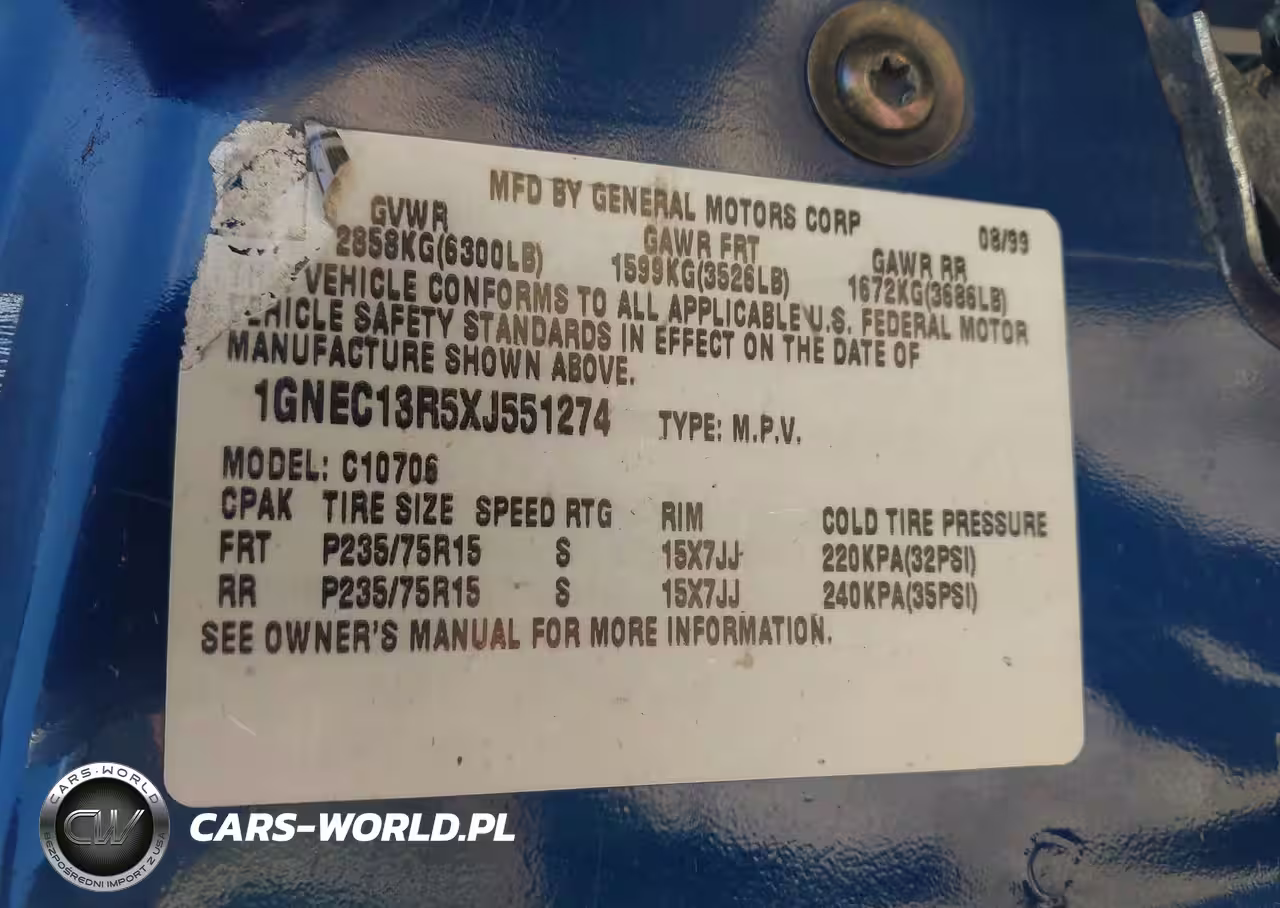 MFD BY GENERAL MOTORS CORP 08/99
GVWR GAWR FRT GAWR RR
2858KG(6300LB) 1599KG(3526LB) 1672KG(3686LB)
VEHICLE CONFORMS TO ALL APPLICABLE U.S. FEDERAL MOTOR
VEHICLE SAFETY STANDARDS IN EFFECT ON THE DATE OF
MANUFACTURE SHOWN ABOVE.
1GNEC13R5XJ551274 TYPE: M.P.V.
MODEL: C10706
CPAK TIRE SIZE SPEED RTG RIM COLD TIRE PRESSURE
FRT P235/75R15 S 15X7JJ 220KPA(32PSI)
RR P235/75R15 S 15X7JJ 240KPA(35PSI)
SEE OWNER'S MANUAL FOR MORE INFORMATION.
CARS-WORLD
CW
BEZPOŚREDNI IMPORT Z USA
CARS-WORLD.PL